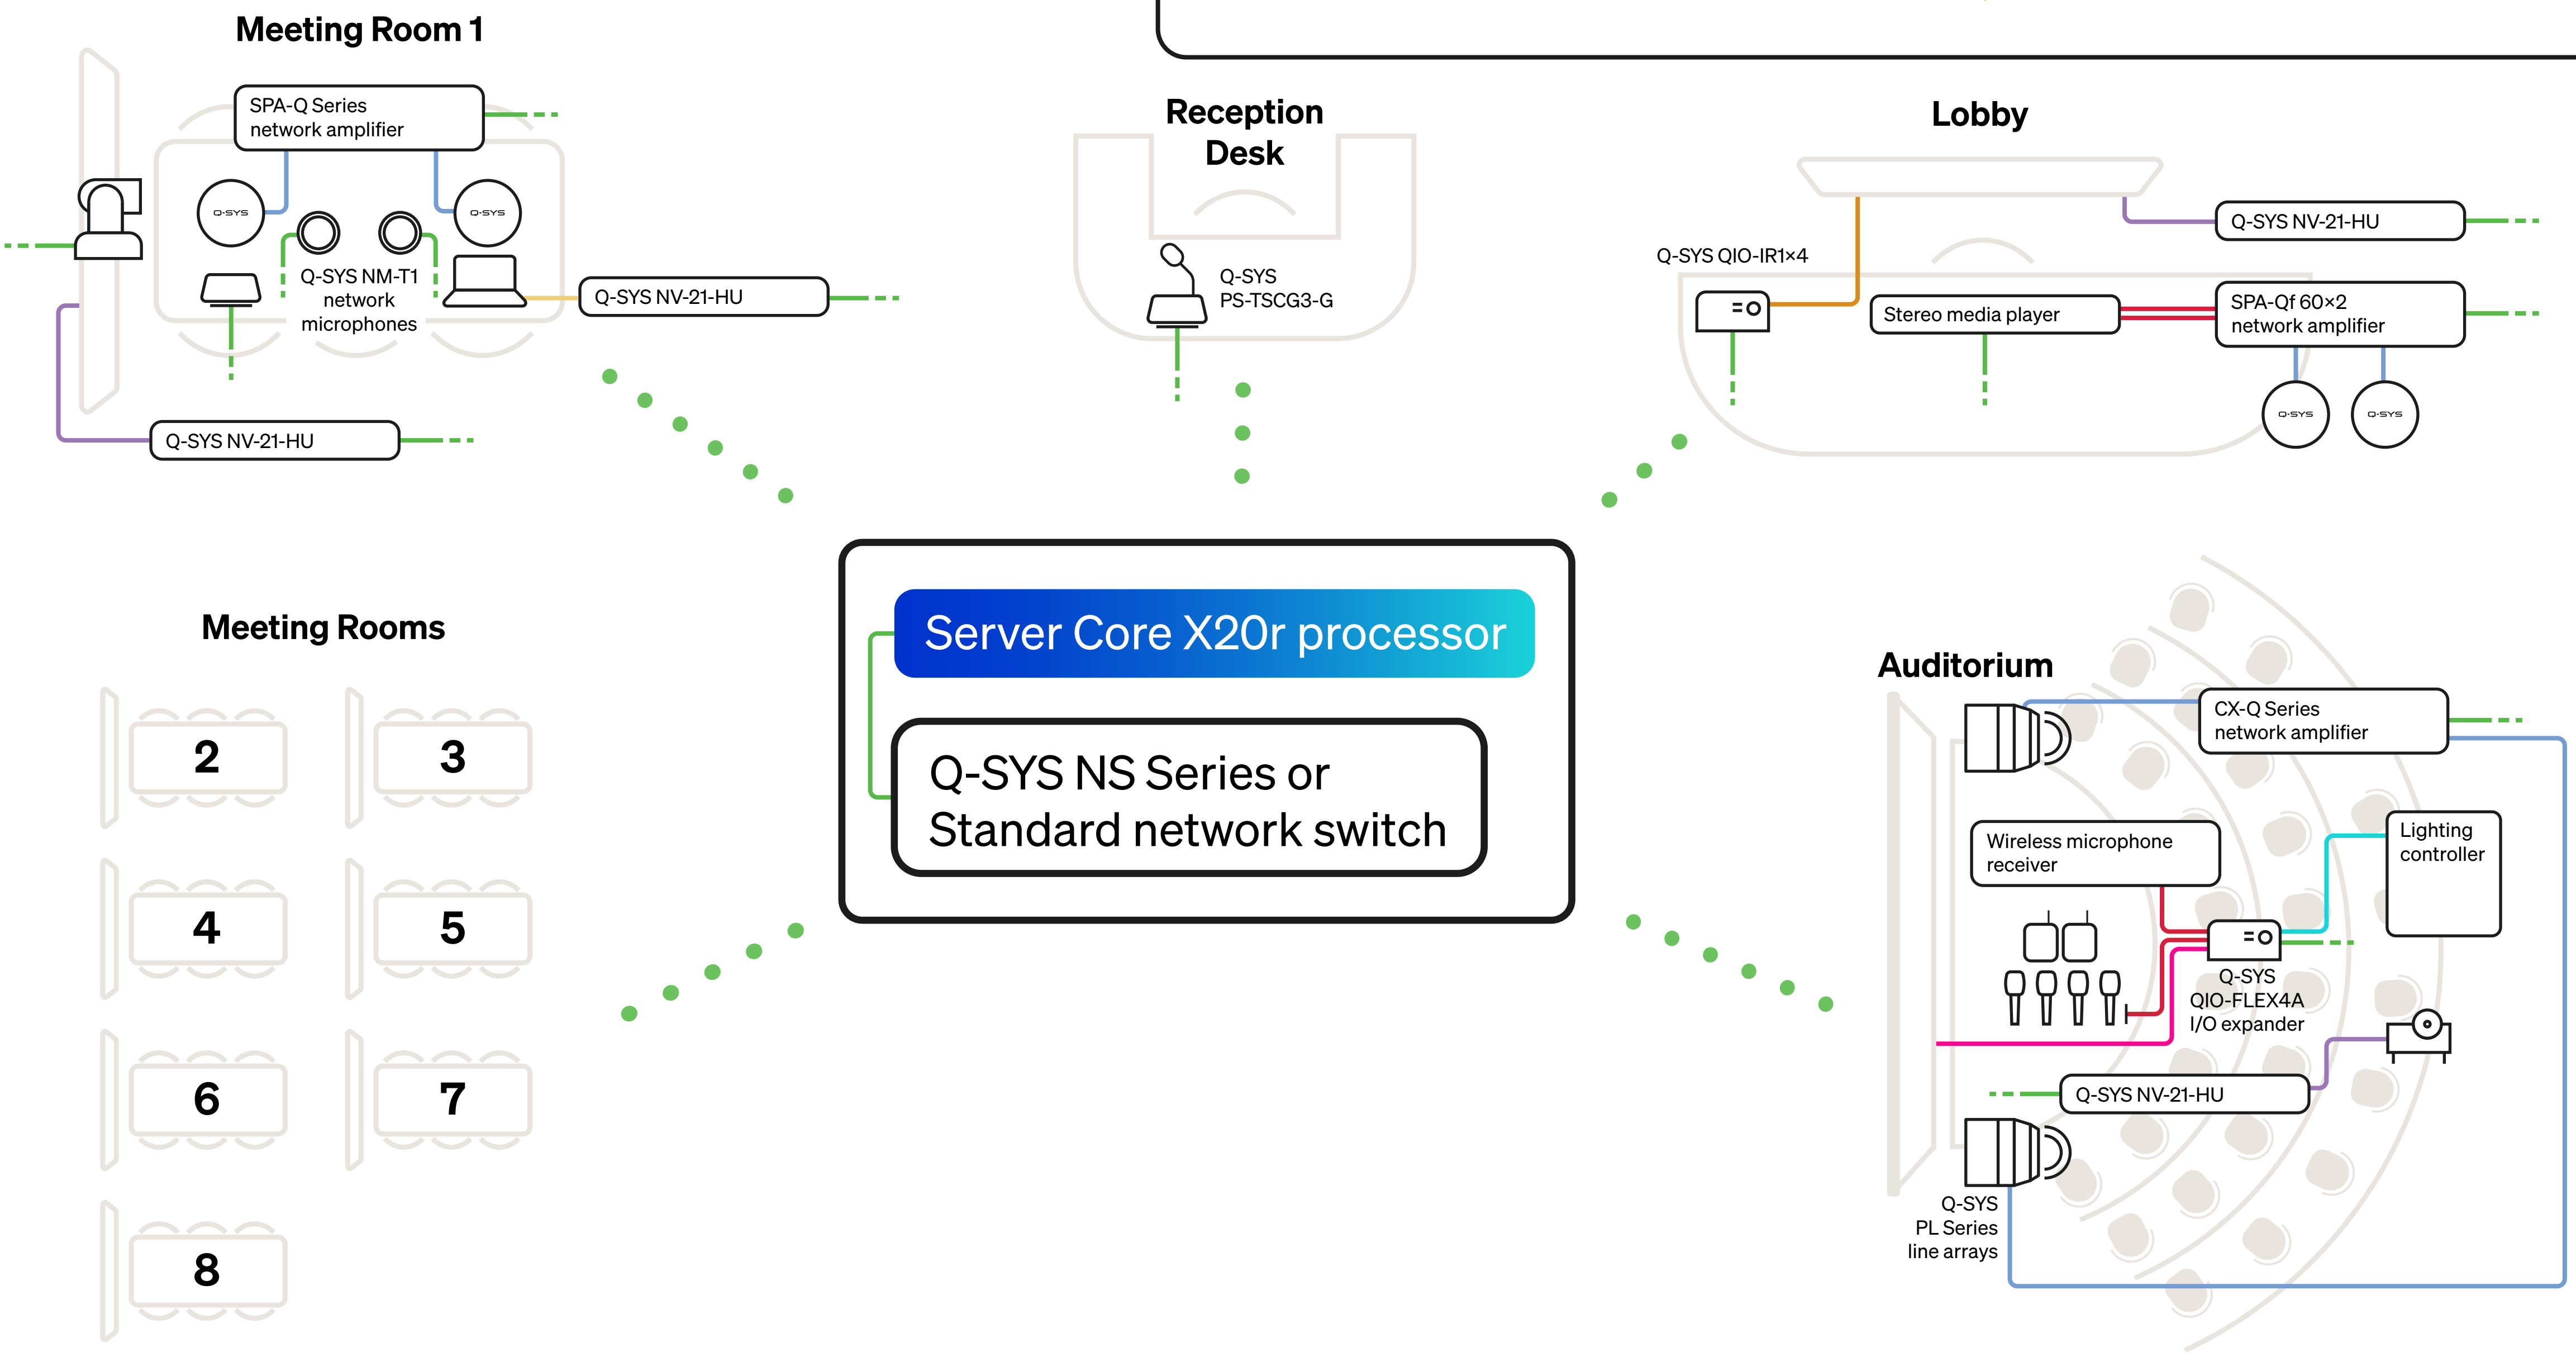 Meeting Room 1
SPA-Q Series
network amplifier
Q-SYS
Q-SYS
Q-SYS NM-T1
network
microphones
Q-SYS NV-21-HU
Q-SYS NV-21-HU
Reception
Desk
Q-SYS
PS-TSCG3-G
Lobby
Q-SYS NV-21-HU
Q-SYS QIO-IR1×4
Stereo media player
SPA-Qf 60×2
network amplifier
Q-SYS
Q-SYS
Server Core X20r processor
Q-SYS NS Series or
Standard network switch
Meeting Rooms
2
3
4
5
6
7
8
Auditorium
CX-Q Series
network amplifier
Wireless microphone
receiver
Lighting
controller
Q-SYS
QIO-FLEX4A
I/O expander
Q-SYS NV-21-HU
Q-SYS
PL Series
line arrays